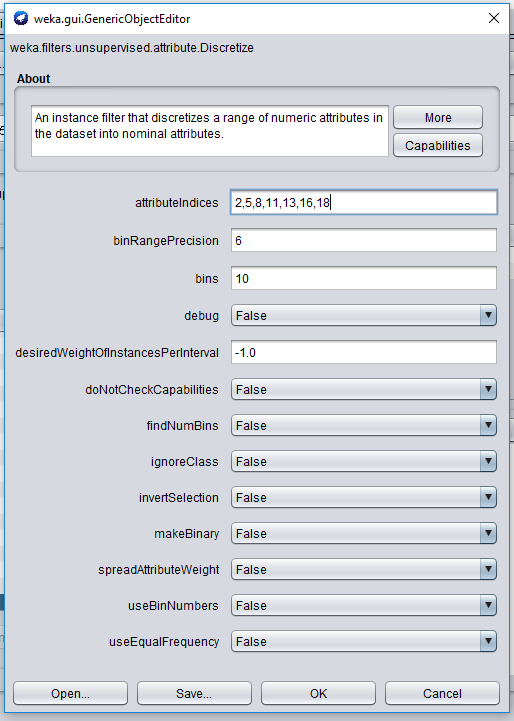 weka.gui.GenericObjectEditor
weka.filters.unsupervised.attribute.Discretize
About
An instance filter that discretizes a range of numeric attributes in
the dataset into nominal attributes.
More
Capabilities
attributeIndices 2,5,8,11,13,16,18
binRangePrecision 6
bins 10
debug False
desiredWeightOfInstancesPerInterval -1.0
doNotCheckCapabilities False
findNumBins False
ignoreClass False
invertSelection False
makeBinary False
spreadAttributeWeight False
useBinNumbers False
useEqualFrequency False
Open... Save... OK Cancel